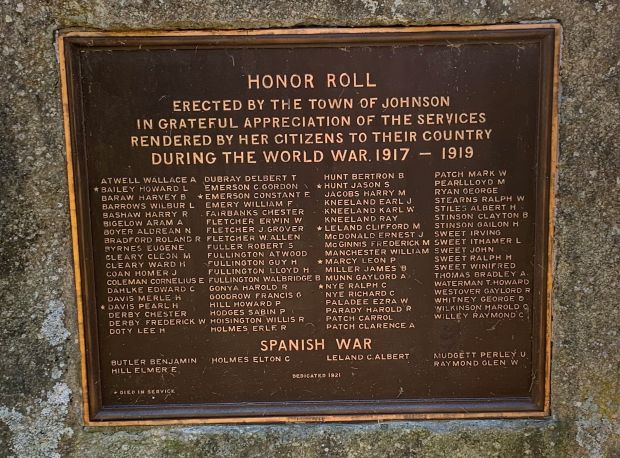 HONOR ROLL
ERECTED BY THE TOWN OF JOHNSON
IN GRATEFUL APPRECIATION OF THE SERVICES
RENDERED BY HER CITIZENS TO THEIR COUNTRY
DURING THE WORLD WAR. 1917 — 1919
ATWELL WALLACE A
* BAILEY HOWARD L
BARAW HARVEY B
BARROWS WILBUR L
BASHAW HARRY R
BIGELOW ARAM A
BOYER ALDREAN N
BRADFORD ROLAND R
BYRNES EUGENE
CLEARY CLEON M
CLEARY WARD H
COAN HOMER J
COLEMAN CORNELIUS E
DAHLKE EDWARD C
DAVIS MERLE H
* DAVIS PEARL H
DERBY CHESTER
DERBY FREDERICK W
DOTY LEE H
DUBRAY DELBERT T
EMERSON C GORDON
* EMERSON CONSTANT E
EMERY WILLIAM F
FAIRBANKS CHESTER
FLETCHER ERWIN W
FLETCHER J. GROVER
FLETCHER W ALLEN
FULLER ROBERT S
FULLINGTON ATWOOD
FULLINGTON GUY H
FULLINGTON LLOYD H
FULLINGTON WALBRIDGE B
GONYA HAROLD R
GOODROW FRANCIS G
HILL HOWARD P
HODGES SABIN P
HOISINGTON WILLIS R
HOLMES ERLE R
HUNT BERTRON B
* HUNT JASON S
JACOBS HARRY M
KNEELAND EARL J
KNEELAND KARL W
KNEELAND RAY
* LELAND CLIFFORD M
McDONALD ERNEST J
McGINNIS FREDERICK M
MANCHESTER WILLIAM
* MARCY LEON P
MILLER JAMES B
MUNN GAYLORD A
* NYE RALPH C
NYE RICHARD C
PALADEE EZRA W
PARADY HAROLD R
PATCH CARROL
PATCH CLARENCE A
PATCH MARK W
PEARL LLOYD M
RYAN GEORGE
STEARNS RALPH W
STILES ALBERT H
STINSON CLAYTON B
STINSON GAILON H
SWEET IRVING
SWEET ITHAMER L
SWEET JOHN
SWEET RALPH H
SWEET WINIFRED
THOMAS BRADLEY A
WATERMAN T. HOWARD
WESTOVER GAYLORD R
WHITNEY GEORGE B
WILKINSON HAROLD C
WILLEY RAYMOND C
SPANISH WAR
BUTLER BENJAMIN
HILL ELMER E
HOLMES ELTON C
LELAND C. ALBERT
MUDGETT PERLEY U
RAYMOND GLEN W
DEDICATED 1921
* DIED IN SERVICE